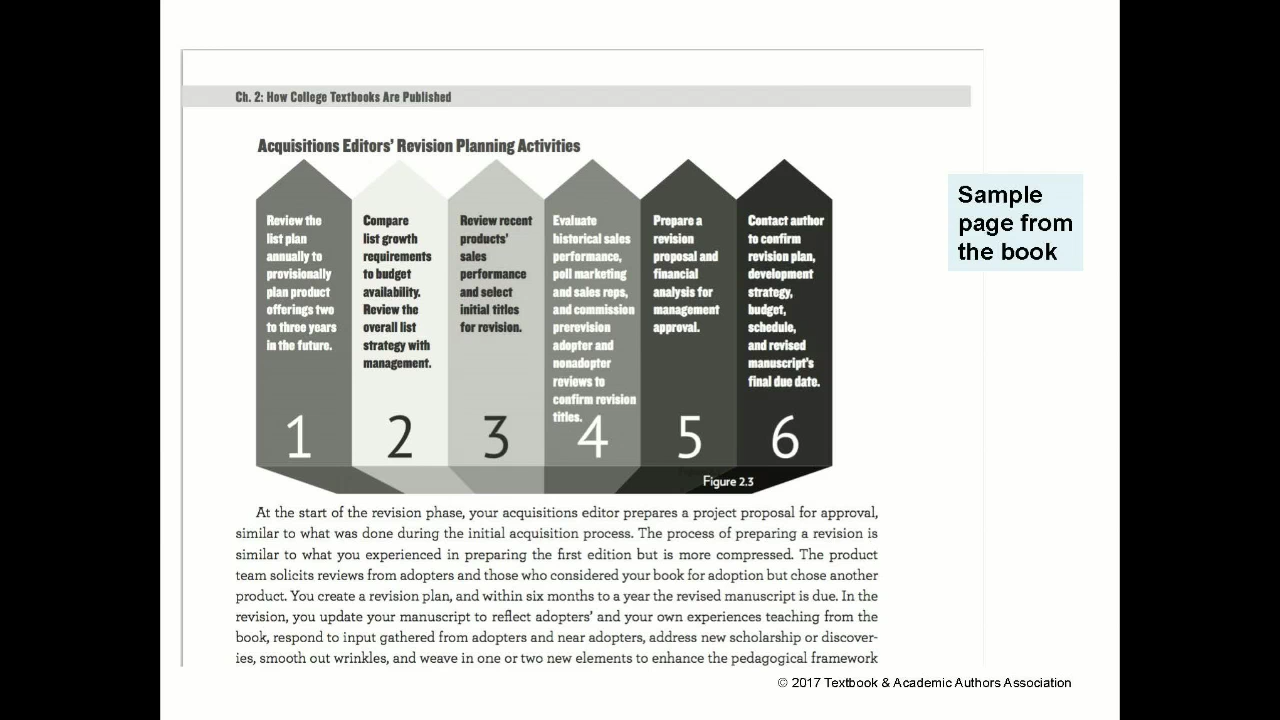 Ch. 2: How College Textbooks Are Published
Acquisitions Editors' Revision Planning Activities
Review the
list plan
annually to
provisionally
plan product
offerings two
to three years
in the future.
1
Compare
list growth
requirements
to budget
availability.
Review the
overall list
strategy with
management.
2
Review recent
products'
sales
performance
and select
initial titles
for revision.
3
Evaluate
historical sales
performance,
poll marketing
and sales reps,
and commission
prerevision
adopter and
nonadopter
reviews to
confirm revision
titles.
4
Prepare a
revision
proposal and
financial
analysis for
management
approval.
5
Contact author
to confirm
revision plan,
development
strategy,
budget,
schedule,
and revised
manuscript's
final due date.
6
Figure 2.3
At the start of the revision phase, your acquisitions editor prepares a project proposal for approval,
similar to what was done during the initial acquisition process. The process of preparing a revision is
similar to what you experienced in preparing the first edition but is more compressed. The product
team solicits reviews from adopters and those who considered your book for adoption but chose another
product. You create a revision plan, and within six months to a year the revised manuscript is due. In the
revision, you update your manuscript to reflect adopters' and your own experiences teaching from the
book, respond to input gathered from adopters and near adopters, address new scholarship or discover-
ies, smooth out wrinkles, and weave in one or two new elements to enhance the pedagogical framework
Sample
page from
the book
© 2017 Textbook & Academic Authors Association